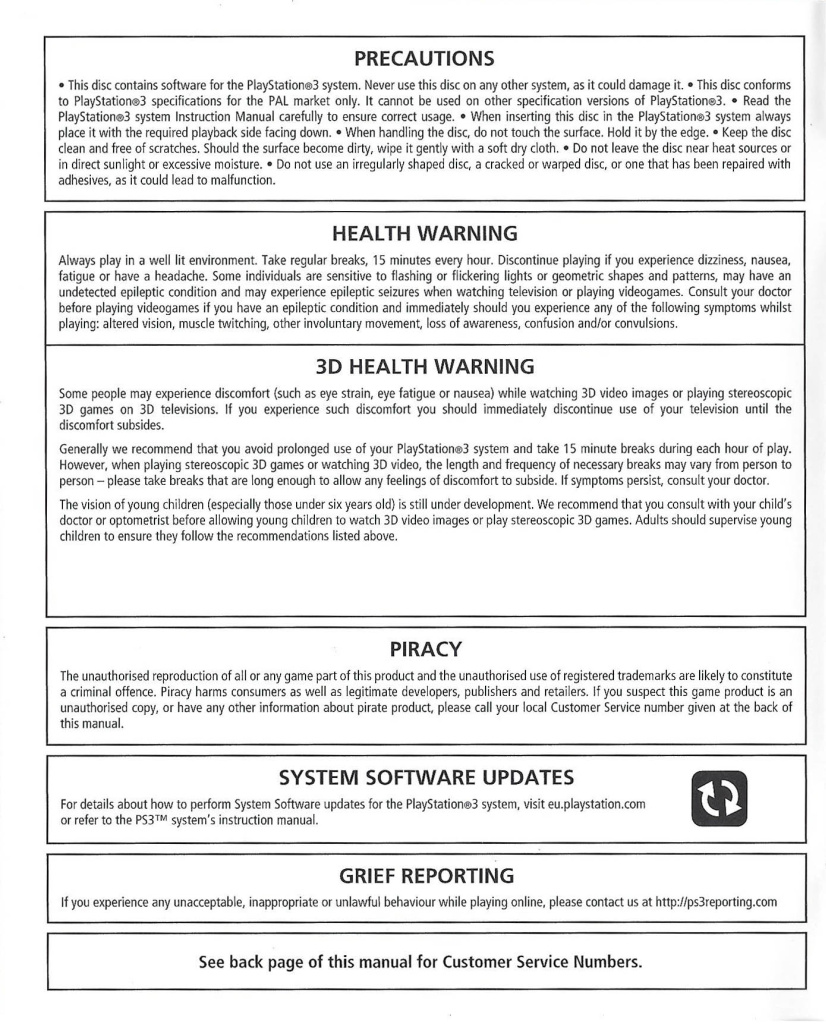 PRECAUTIONS
• This disc contains software for the PlayStation®3 system. Never use this disc on any other system, as it could damage it. • This disc conforms
to PlayStation®3 specifications for the PAL market only. It cannot be used on other specification versions of PlayStation®3. • Read the
PlayStation®3 system Instruction Manual carefully to ensure correct usage. • When inserting this disc in the PlayStation®3 system always
place it with the required playback side facing down. • When handling the disc, do not touch the surface. Hold it by the edge. • Keep the disc
clean and free of scratches. Should the surface become dirty, wipe it gently with a soft dry cloth. • Do not leave the disc near heat sources or
in direct sunlight or excessive moisture. • Do not use an irregularly shaped disc, a cracked or warped disc, or one that has been repaired with
adhesives, as it could lead to malfunction.
HEALTH WARNING
Always play in a well lit environment. Take regular breaks, 15 minutes every hour. Discontinue playing if you experience dizziness, nausea,
fatigue or have a headache. Some individuals are sensitive to flashing or flickering lights or geometric shapes and patterns, may have an
undetected epileptic condition and may experience epileptic seizures when watching television or playing videogames. Consult your doctor
before playing videogames if you have an epileptic condition and immediately should you experience any of the following symptoms whilst
playing: altered vision, muscle twitching, other involuntary movement, loss of awareness, confusion and/or convulsions.
3D HEALTH WARNING
Some people may experience discomfort (such as eye strain, eye fatigue or nausea) while watching 3D video images or playing stereoscopic
3D games on 3D televisions. If you experience such discomfort you should immediately discontinue use of your television until the
discomfort subsides.
Generally we recommend that you avoid prolonged use of your PlayStation®3 system and take 15 minute breaks during each hour of play.
However, when playing stereoscopic 3D games or watching 3D video, the length and frequency of necessary breaks may vary from person to
person – please take breaks that are long enough to allow any feelings of discomfort to subside. If symptoms persist, consult your doctor.
The vision of young children (especially those under six years old) is still under development. We recommend that you consult with your child's
doctor or optometrist before allowing young children to watch 3D video images or play stereoscopic 3D games. Adults should supervise young
children to ensure they follow the recommendations listed above.
PIRACY
The unauthorised reproduction of all or any game part of this product and the unauthorised use of registered trademarks are likely to constitute
a criminal offence. Piracy harms consumers as well as legitimate developers, publishers and retailers. If you suspect this game product is an
unauthorised copy, or have any other information about pirate product, please call your local Customer Service number given at the back of
this manual.
SYSTEM SOFTWARE UPDATES
For details about how to perform System Software updates for the PlayStation®3 system, visit eu.playstation.com
or refer to the PS3™ system's instruction manual.
GRIEF REPORTING
If you experience any unacceptable, inappropriate or unlawful behaviour while playing online, please contact us at http://ps3reporting.com
See back page of this manual for Customer Service Numbers.